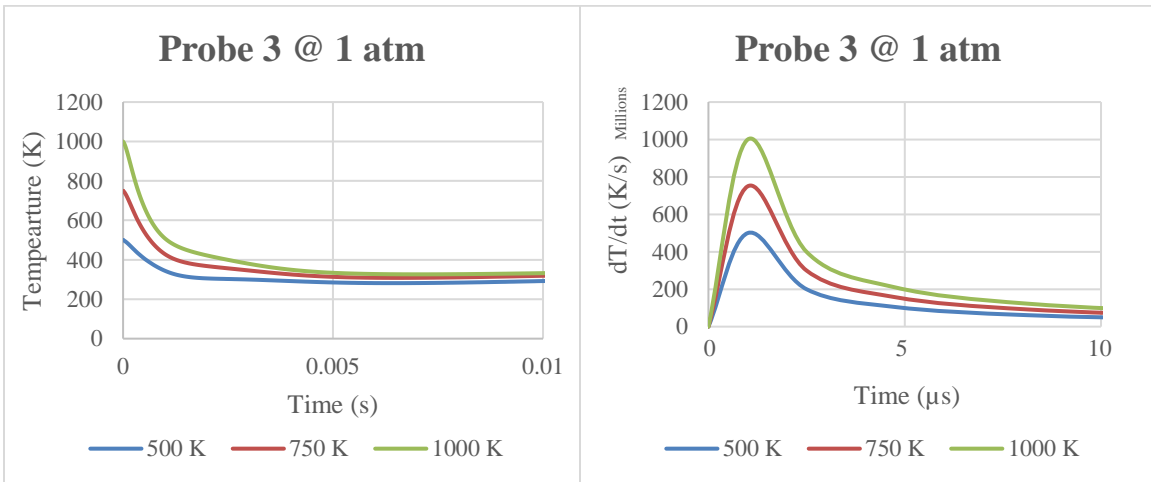 Probe 3 @ 1 atm
Tempearture (K)
1200
1000
800
600
400
200
0
0 0.005 0.01
Time (s)
500 K 750 K 1000 K
Probe 3 @ 1 atm
dT/dt (K/s)
Millions
1200
1000
800
600
400
200
0
0 5 10
Time (µs)
500 K 750 K 1000 K